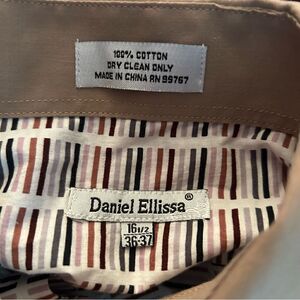 100% COTTON
DRY CLEAN ONLY
MADE IN CHINA RN 99767
Daniel Ellissa®
16 1/2
36-37